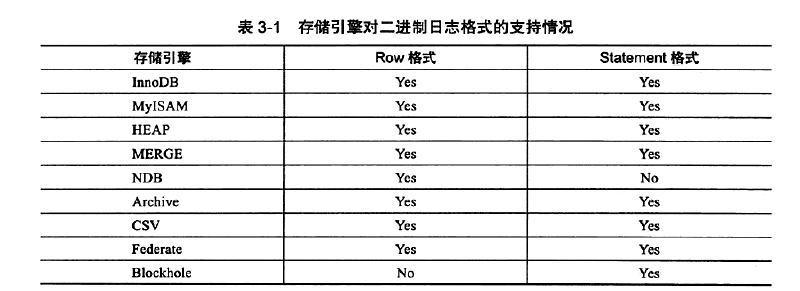 表 3-1 存储引擎对二进制日志格式的支持情况
存储引擎 Row 格式 Statement 格式
InnoDB Yes Yes
MyISAM Yes Yes
HEAP Yes Yes
MERGE Yes Yes
NDB Yes No
Archive Yes Yes
CSV Yes Yes
Federate Yes Yes
Blockhole No Yes